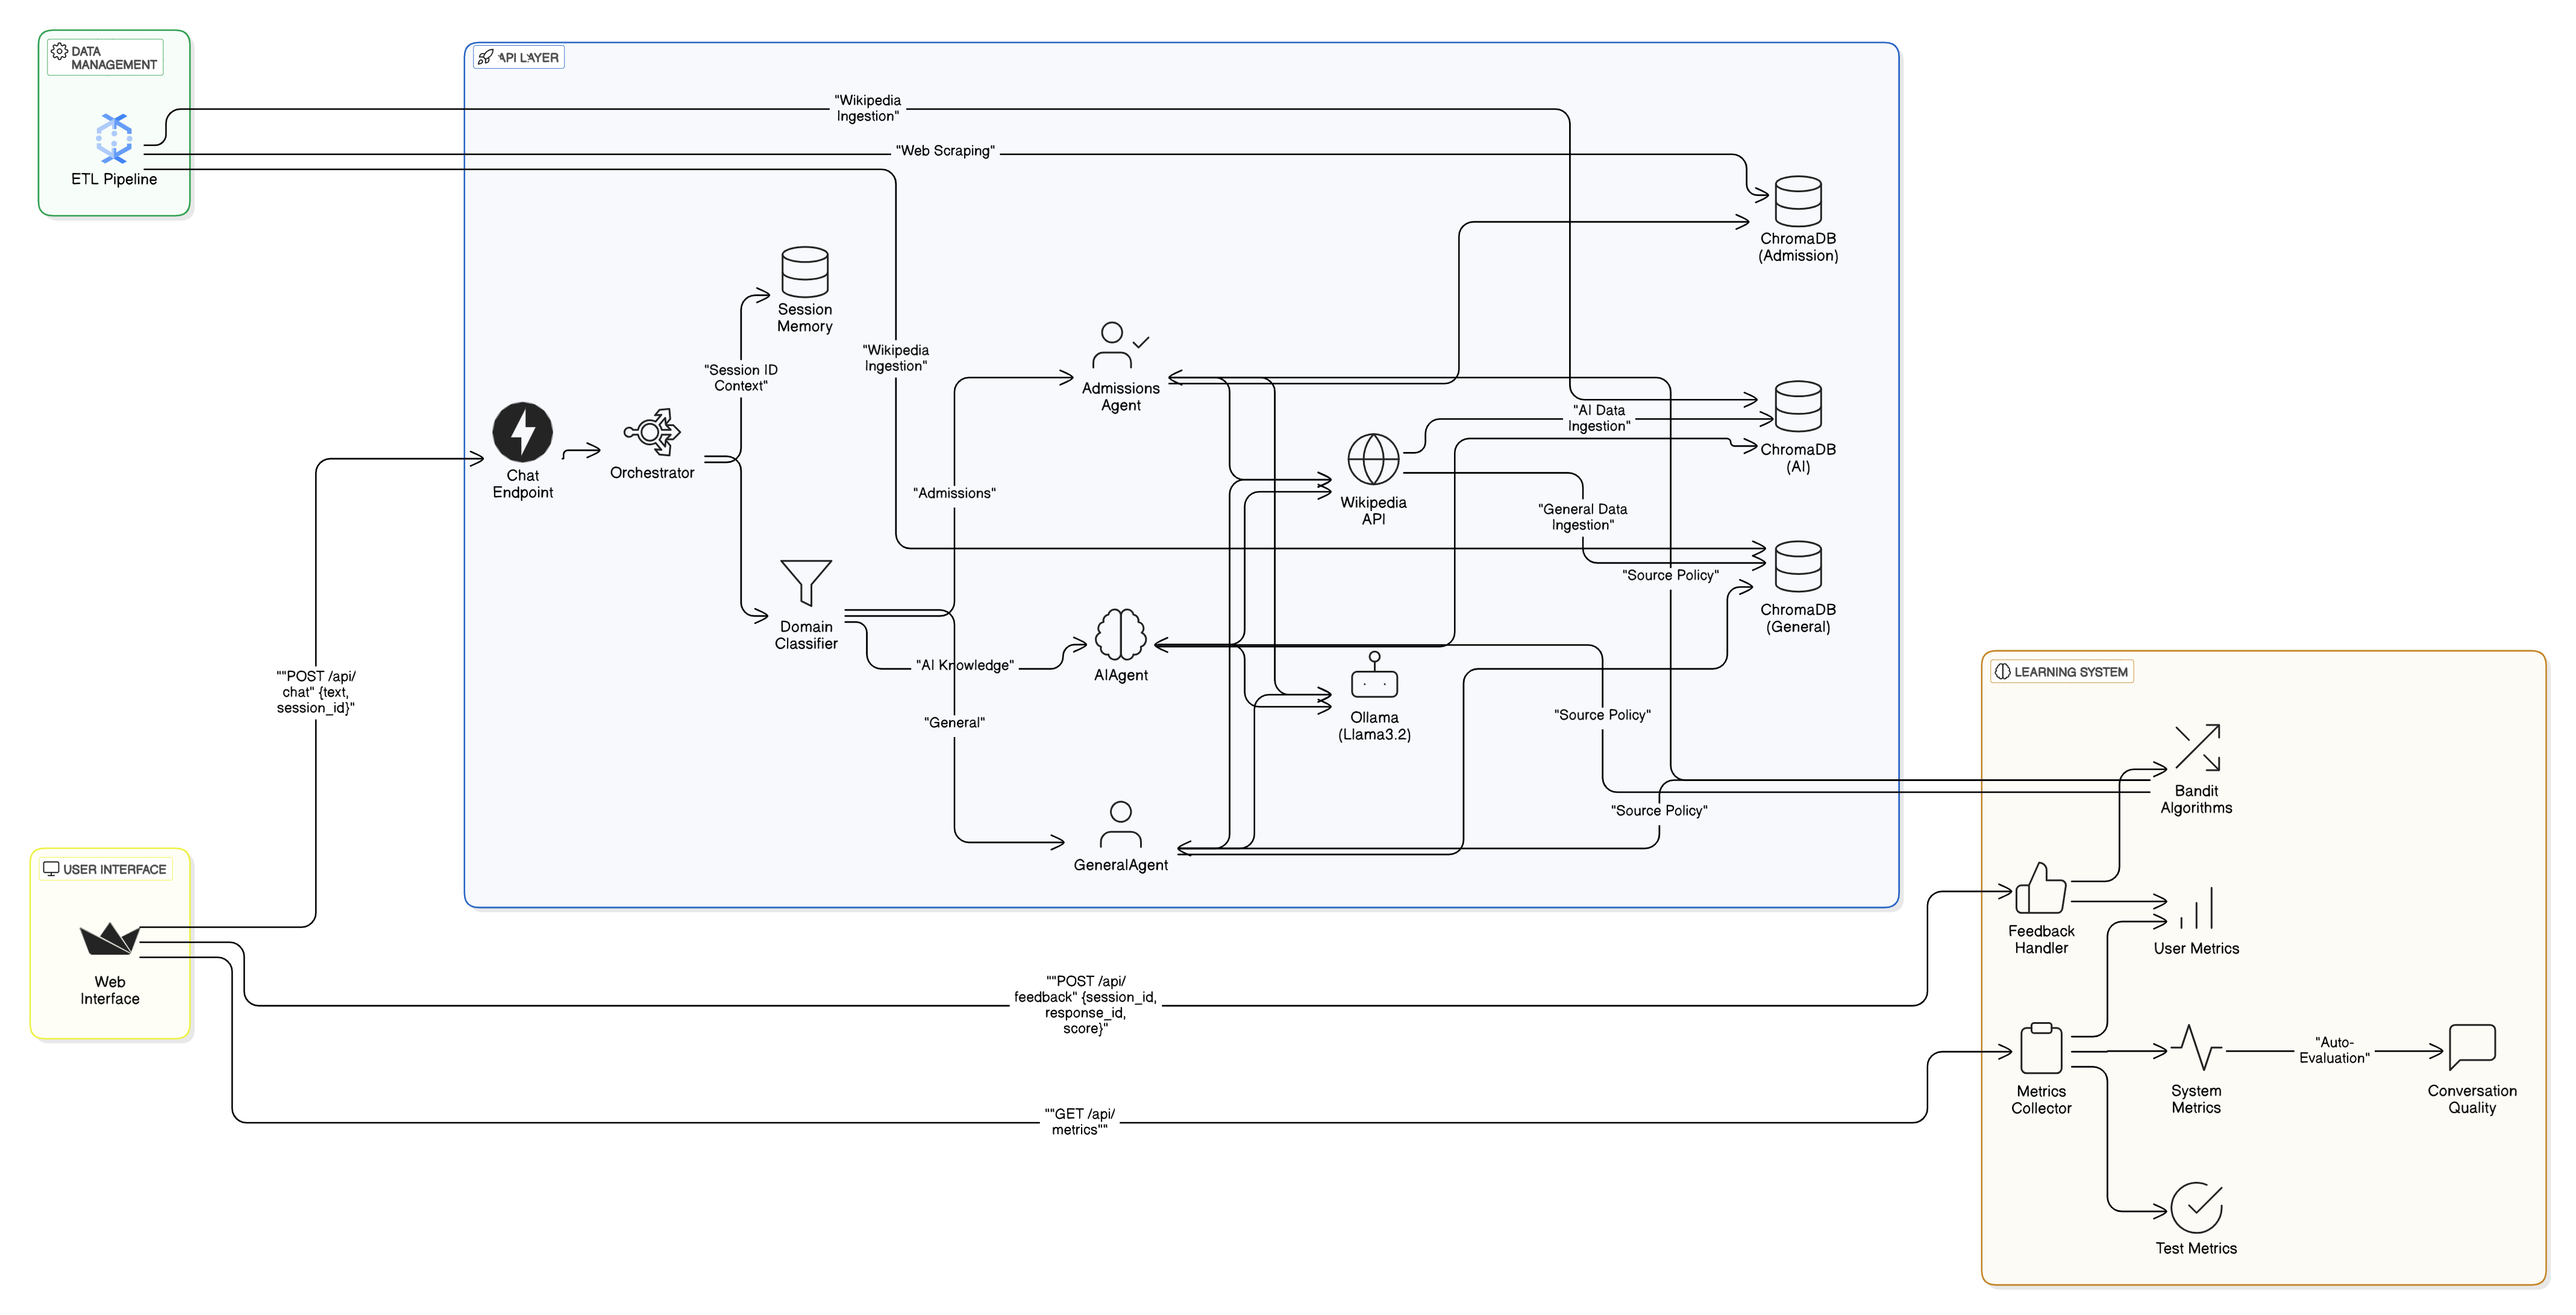 DATA
MANAGEMENT
ETL Pipeline
API LAYER
"Wikipedia
Ingestion"
"Web Scraping"
ChromaDB
(Admission)
Session
Memory
"Wikipedia
Ingestion"
"Session ID
Context"
Admissions
Agent
"AI Data
Ingestion"
ChromaDB
(AI)
Chat
Endpoint
Orchestrator
"Admissions"
Wikipedia
API
"General Data
Ingestion"
"Source Policy"
ChromaDB
(General)
Domain
Classifier
"AI Knowledge"
AIAgent
"General"
Ollama
(Llama3.2)
"Source Policy"
"Source Policy"
GeneralAgent
""POST /api/
chat" {text,
session_id}"
USER INTERFACE
Web
Interface
""POST /api/
feedback" {session_id,
response_id,
score}"
""GET /api/
metrics""
LEARNING SYSTEM
Bandit
Algorithms
Feedback
Handler
User Metrics
Metrics
Collector
System
Metrics
"Auto-
Evaluation"
Conversation
Quality
Test Metrics